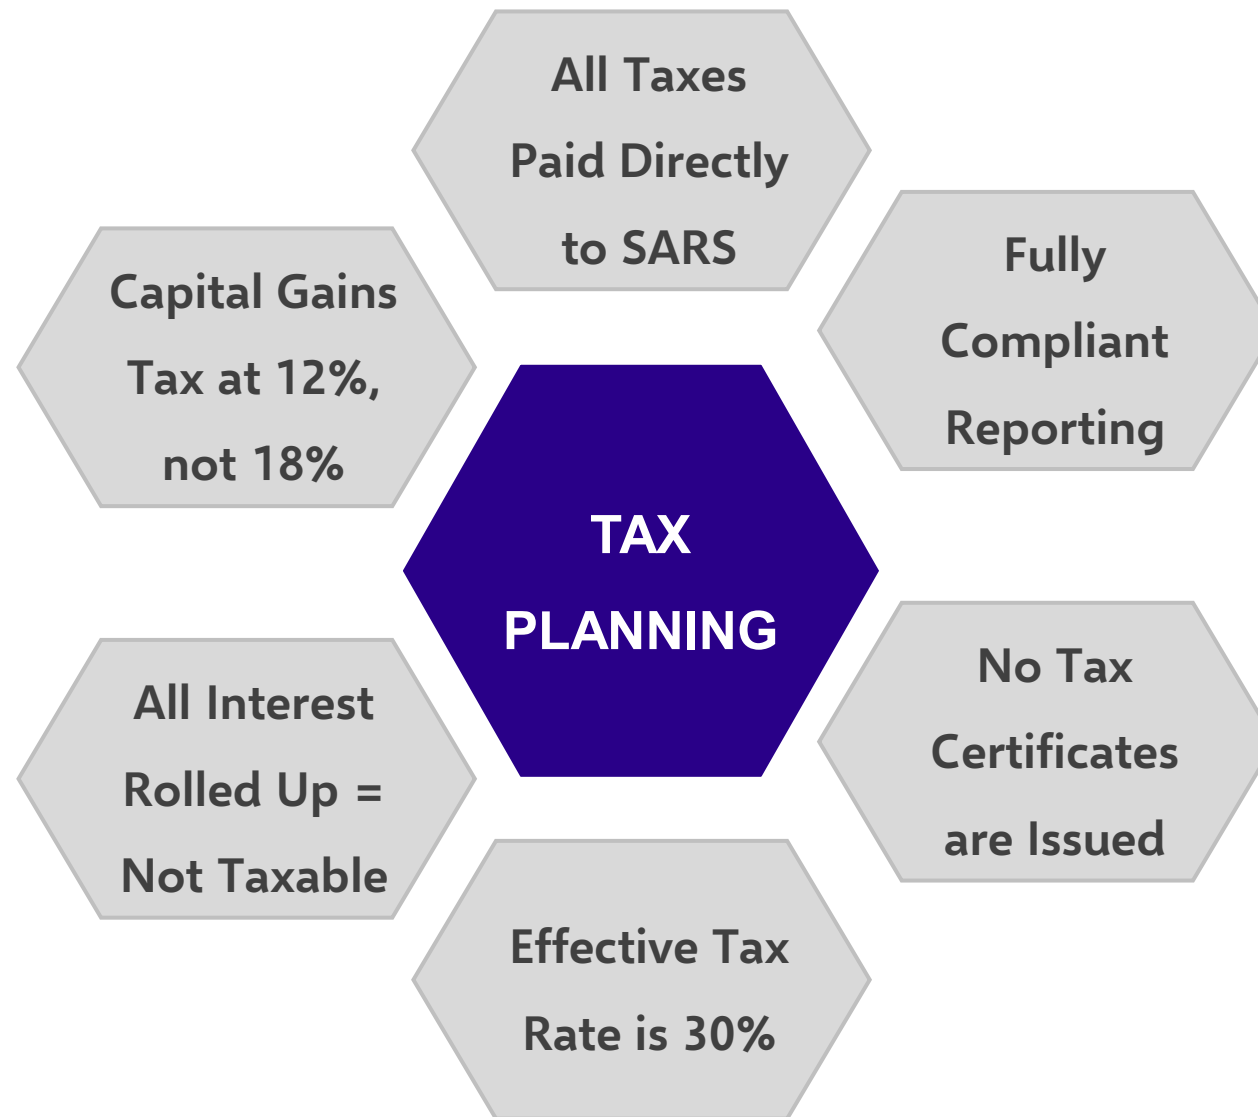 All Taxes
Paid Directly
to SARS
Fully
Compliant
Reporting
Capital Gains
Tax at 12%,
not 18%
TAX
PLANNING
No Tax
Certificates
are Issued
All Interest
Rolled Up =
Not Taxable
Effective Tax
Rate is 30%